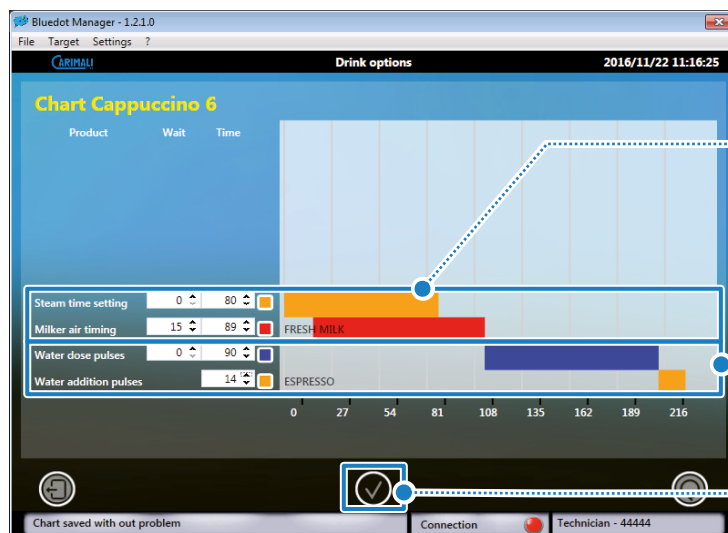 Bluedot Manager - 1.2.1.0
File Target Settings ?
CARIMALI Drink options 2016/11/22 11:16:25
Chart Cappuccino 6
Product Wait Time
Steam time setting 0 80
Milker air timing 15 89 FRESH MILK
Water dose pulses 0 90
Water addition pulses 14 ESPRESSO
0 27 54 81 108 135 162 189 216
Chart saved with out problem Connection Technician - 44444